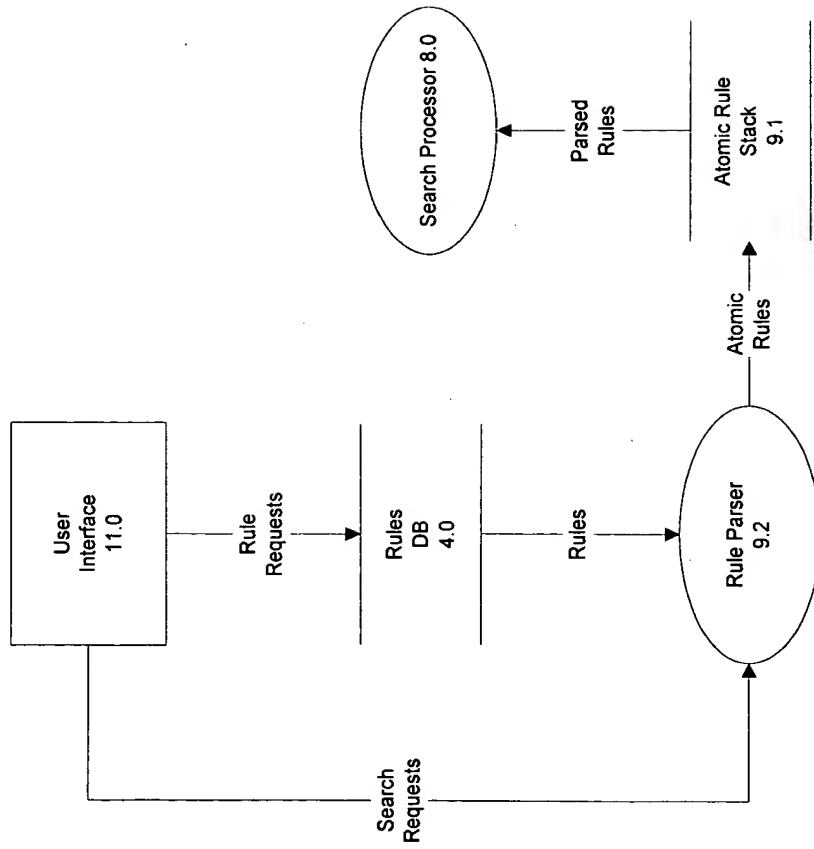 User
Interface
11.0
Rule
Requests
Search
Requests
Rules
DB
4.0
Search Processor 8.0
Rules
Parsed
Rules
Rule Parser
9.2
Atomic
Rules
Atomic Rule
Stack
9.1